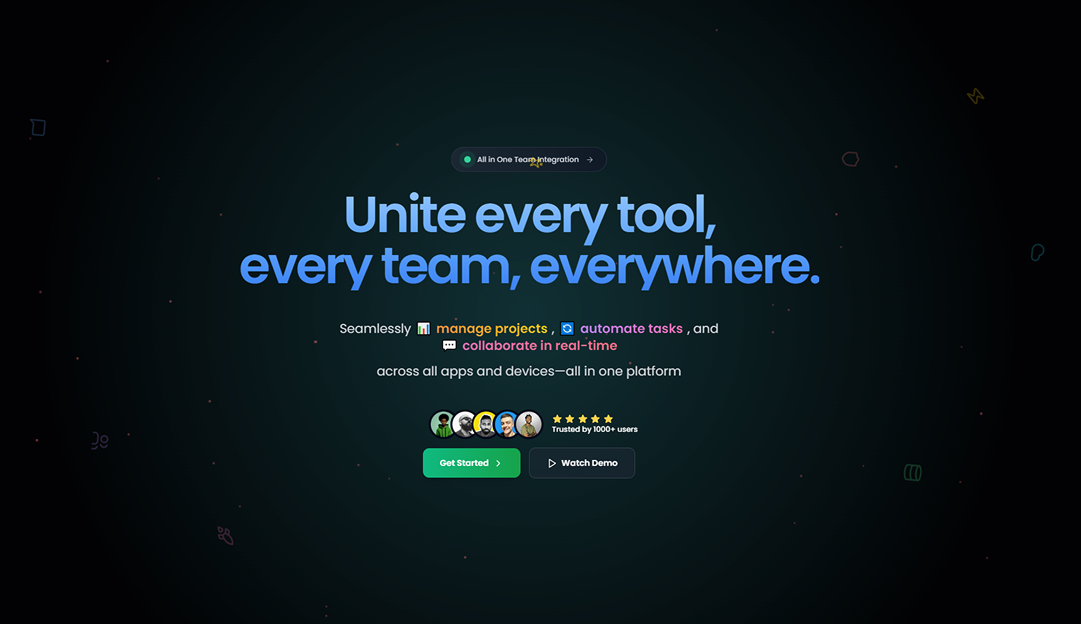 All in One Team Integration
Unite every tool,
every team, everywhere.
Seamlessly 📊 manage projects , 🔄 automate tasks , and
💬 collaborate in real-time
across all apps and devices—all in one platform
Trusted by 1000+ users
Get Started
Watch Demo